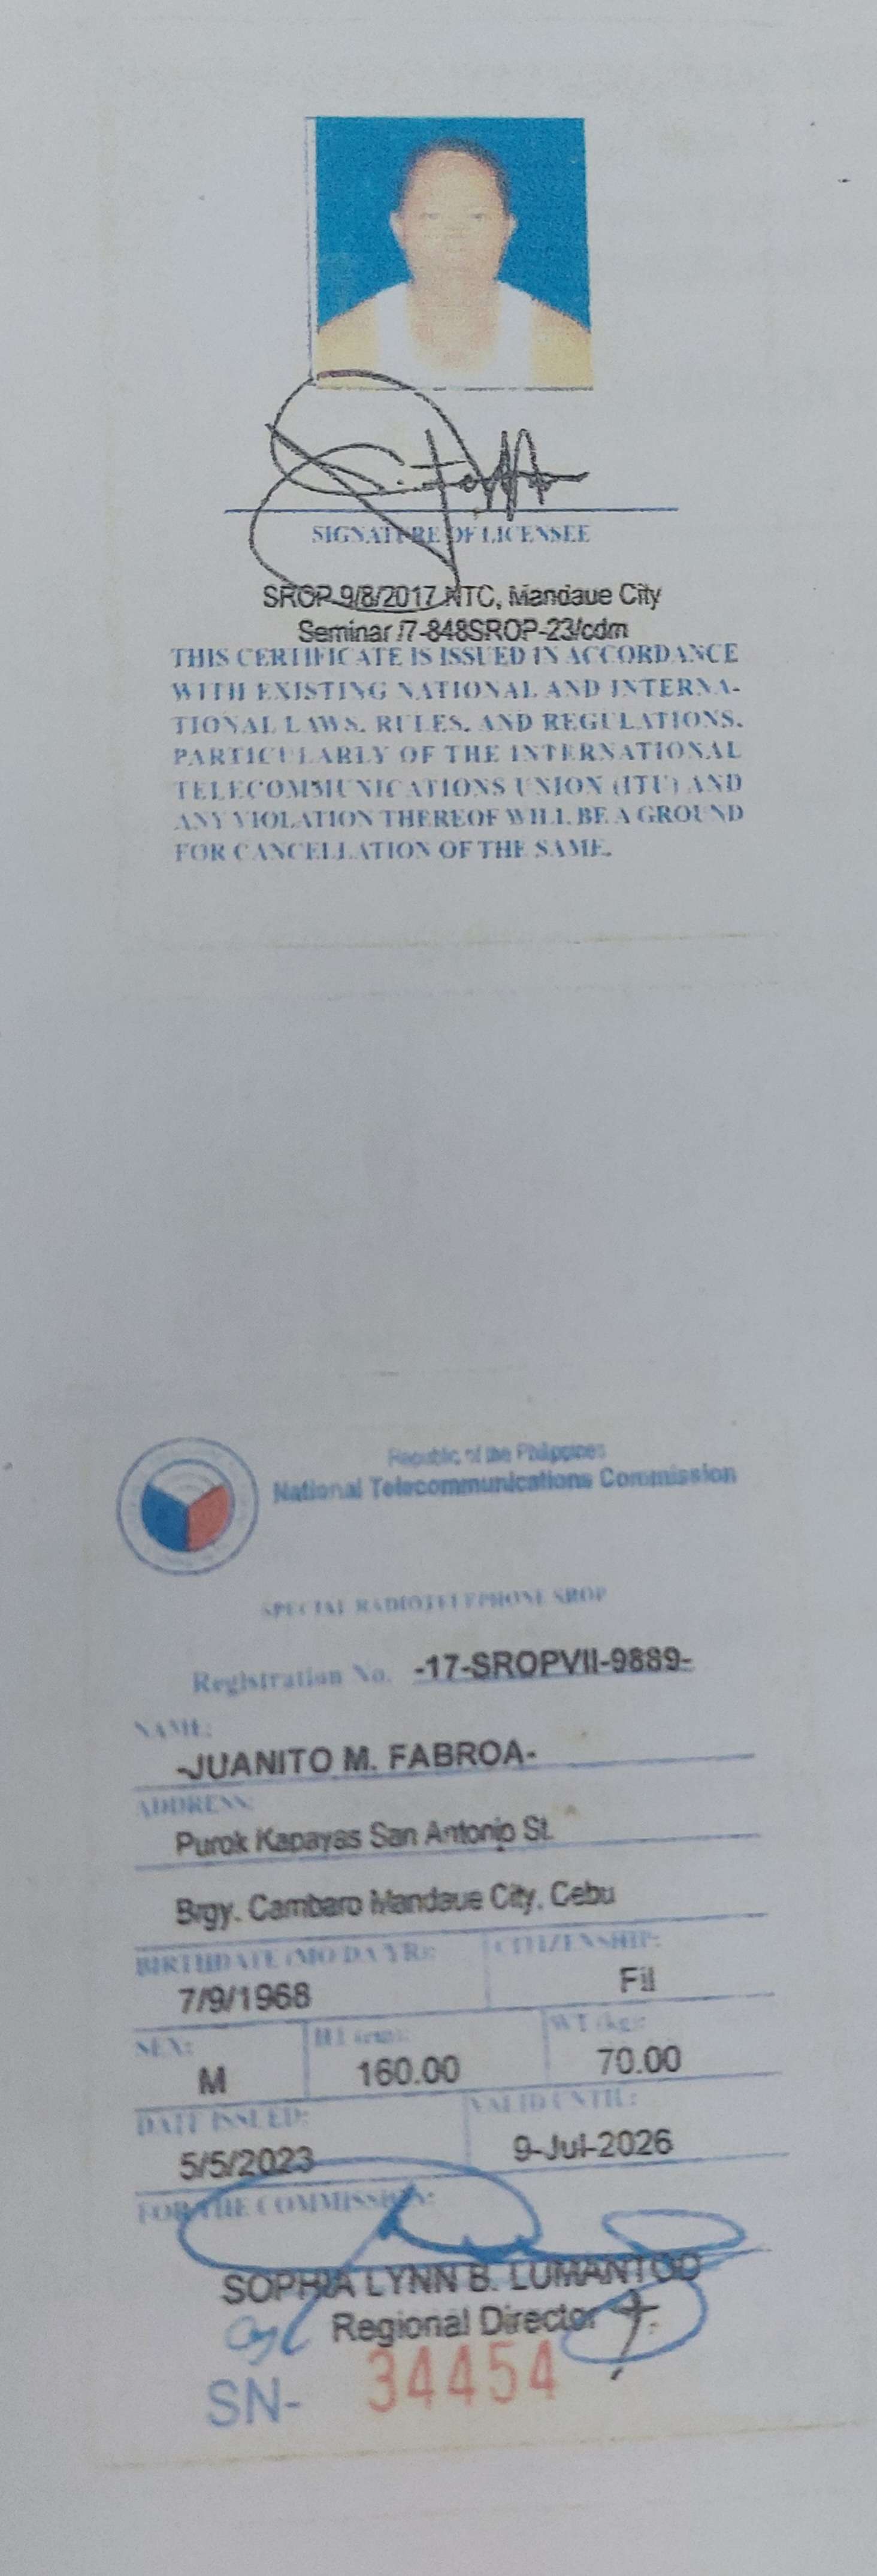 SIGNATURE OF LICENSEE
SROP 9/8/2017 NTC, Mandaue City
Seminar /7-848SROP-23/cdm
THIS CERTIFICATE IS ISSUED IN ACCORDANCE
WITH EXISTING NATIONAL AND INTERNA-
TIONAL LAWS, RULES, AND REGULATIONS,
PARTICULARLY OF THE INTERNATIONAL
TELECOMMUNICATIONS UNION (ITU) AND
ANY VIOLATION THEREOF WILL BE A GROUND
FOR CANCELLATION OF THE SAME.
Republic of the Philippines
National Telecommunications Commission
SPECIAL RADIOTELEPHONE SROP
Registration No. -17-SROPVII-9889-
NAME:
-JUANITO M. FABROA-
ADDRESS:
Purok Kapayas San Antonio St.
Brgy. Cambaro Mandaue City, Cebu
BIRTHDATE (MO DA YR): CITIZENSHIP:
7/9/1968 Fil
SEX: HT (cm): WT (kg):
M 160.00 70.00
DATE ISSUED: VALID UNTIL:
5/5/2023 9-Jul-2026
FOR THE COMMISSION:
SOPHIA LYNN B. LUMANTOD
Regional Director
SN- 34454